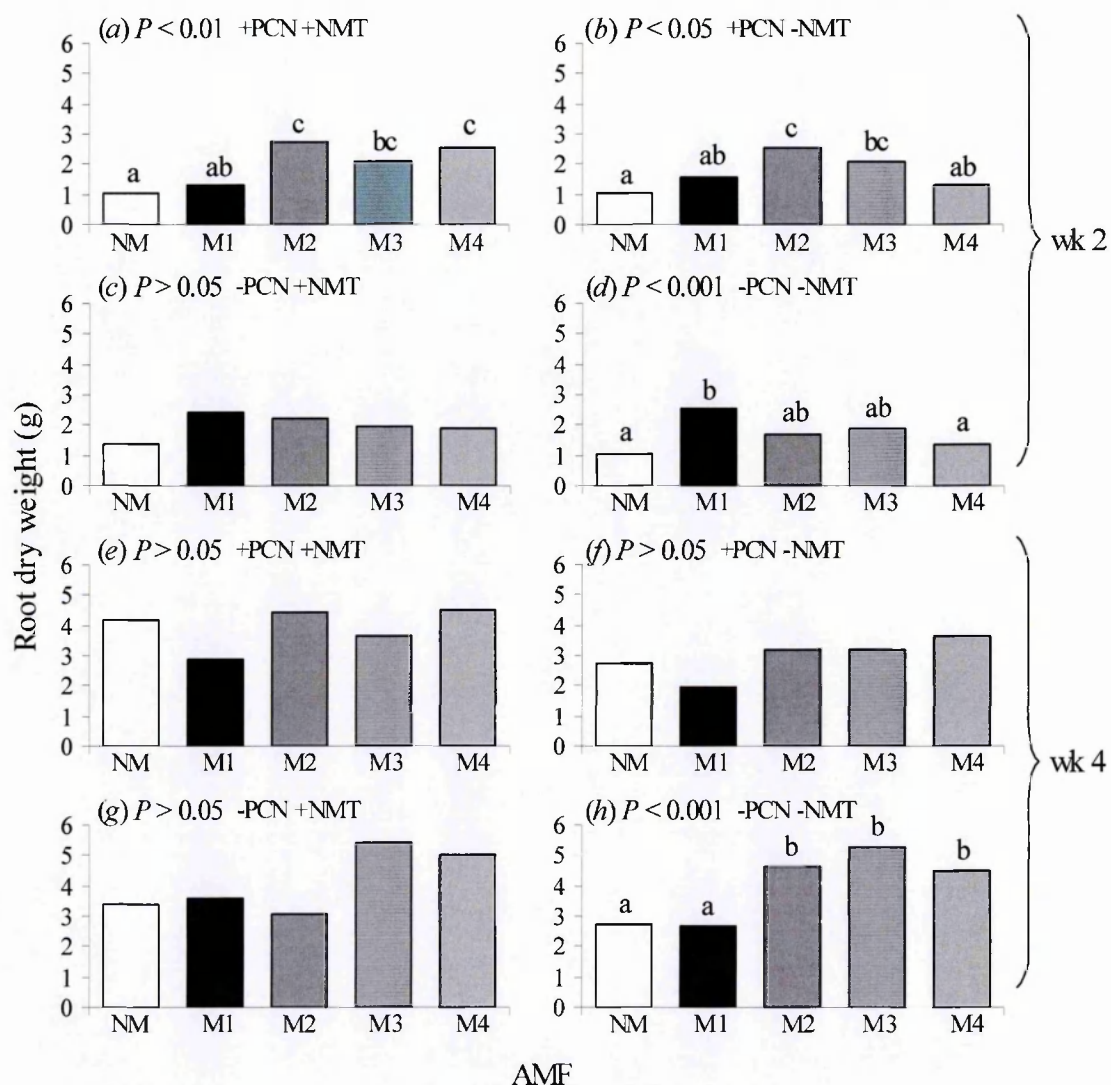 Root dry weight (g)
(a) P < 0.01 +PCN +NMT
6
5
4
3
2
1
0
a
ab
c
bc
c
NM M1 M2 M3 M4
(b) P < 0.05 +PCN -NMT
6
5
4
3
2
1
0
a
ab
c
bc
ab
NM M1 M2 M3 M4
wk 2
(c) P > 0.05 -PCN +NMT
6
5
4
3
2
1
0
NM M1 M2 M3 M4
(d) P < 0.001 -PCN -NMT
6
5
4
3
2
1
0
a
b
ab
ab
a
NM M1 M2 M3 M4
(e) P > 0.05 +PCN +NMT
6
5
4
3
2
1
0
NM M1 M2 M3 M4
(f) P > 0.05 +PCN -NMT
6
5
4
3
2
1
0
NM M1 M2 M3 M4
wk 4
(g) P > 0.05 -PCN +NMT
6
5
4
3
2
1
0
NM M1 M2 M3 M4
(h) P < 0.001 -PCN -NMT
6
5
4
3
2
1
0
a
a
b
b
b
NM M1 M2 M3 M4
AMF